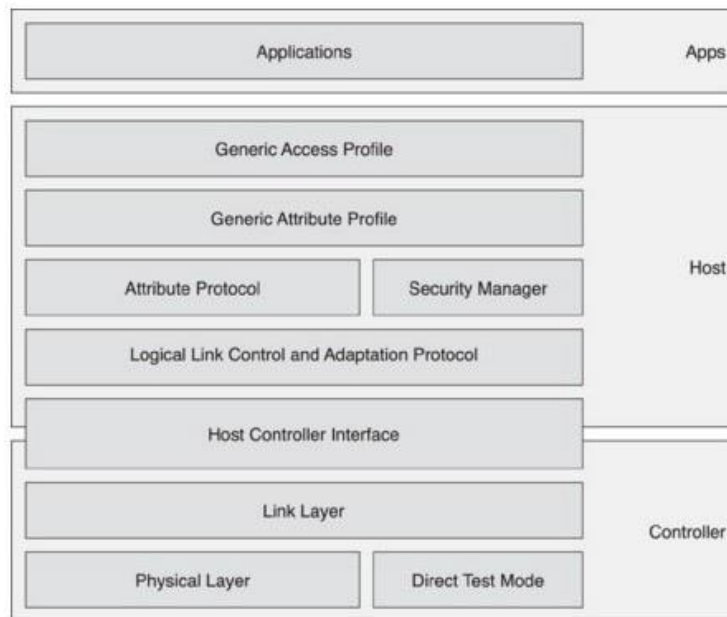 Applications
Apps
Generic Access Profile
Generic Attribute Profile
Host
Attribute Protocol
Security Manager
Logical Link Control and Adaptation Protocol
Host Controller Interface
Link Layer
Controller
Physical Layer
Direct Test Mode